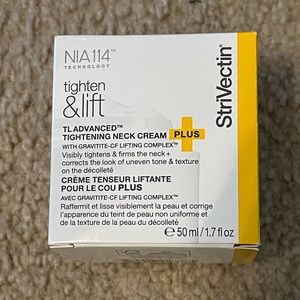 NIA114™
TECHNOLOGY
tighten
&lift
TL ADVANCED™
TIGHTENING NECK CREAM PLUS
WITH GRAVITITE-CF LIFTING COMPLEX™
Visibly tightens & firms the neck +
corrects the look of uneven tone & texture
on the décolleté
CRÈME TENSEUR LIFTANTE
POUR LE COU PLUS
AVEC GRAVITITE-CF LIFTING COMPLEX™
Raffermit et lisse visiblement la peau et corrige
l'apparence du teint de peau non uniforme et
de la texture de la peau du décolleté
℮ 50 ml / 1.7 fl oz
StriVectin®